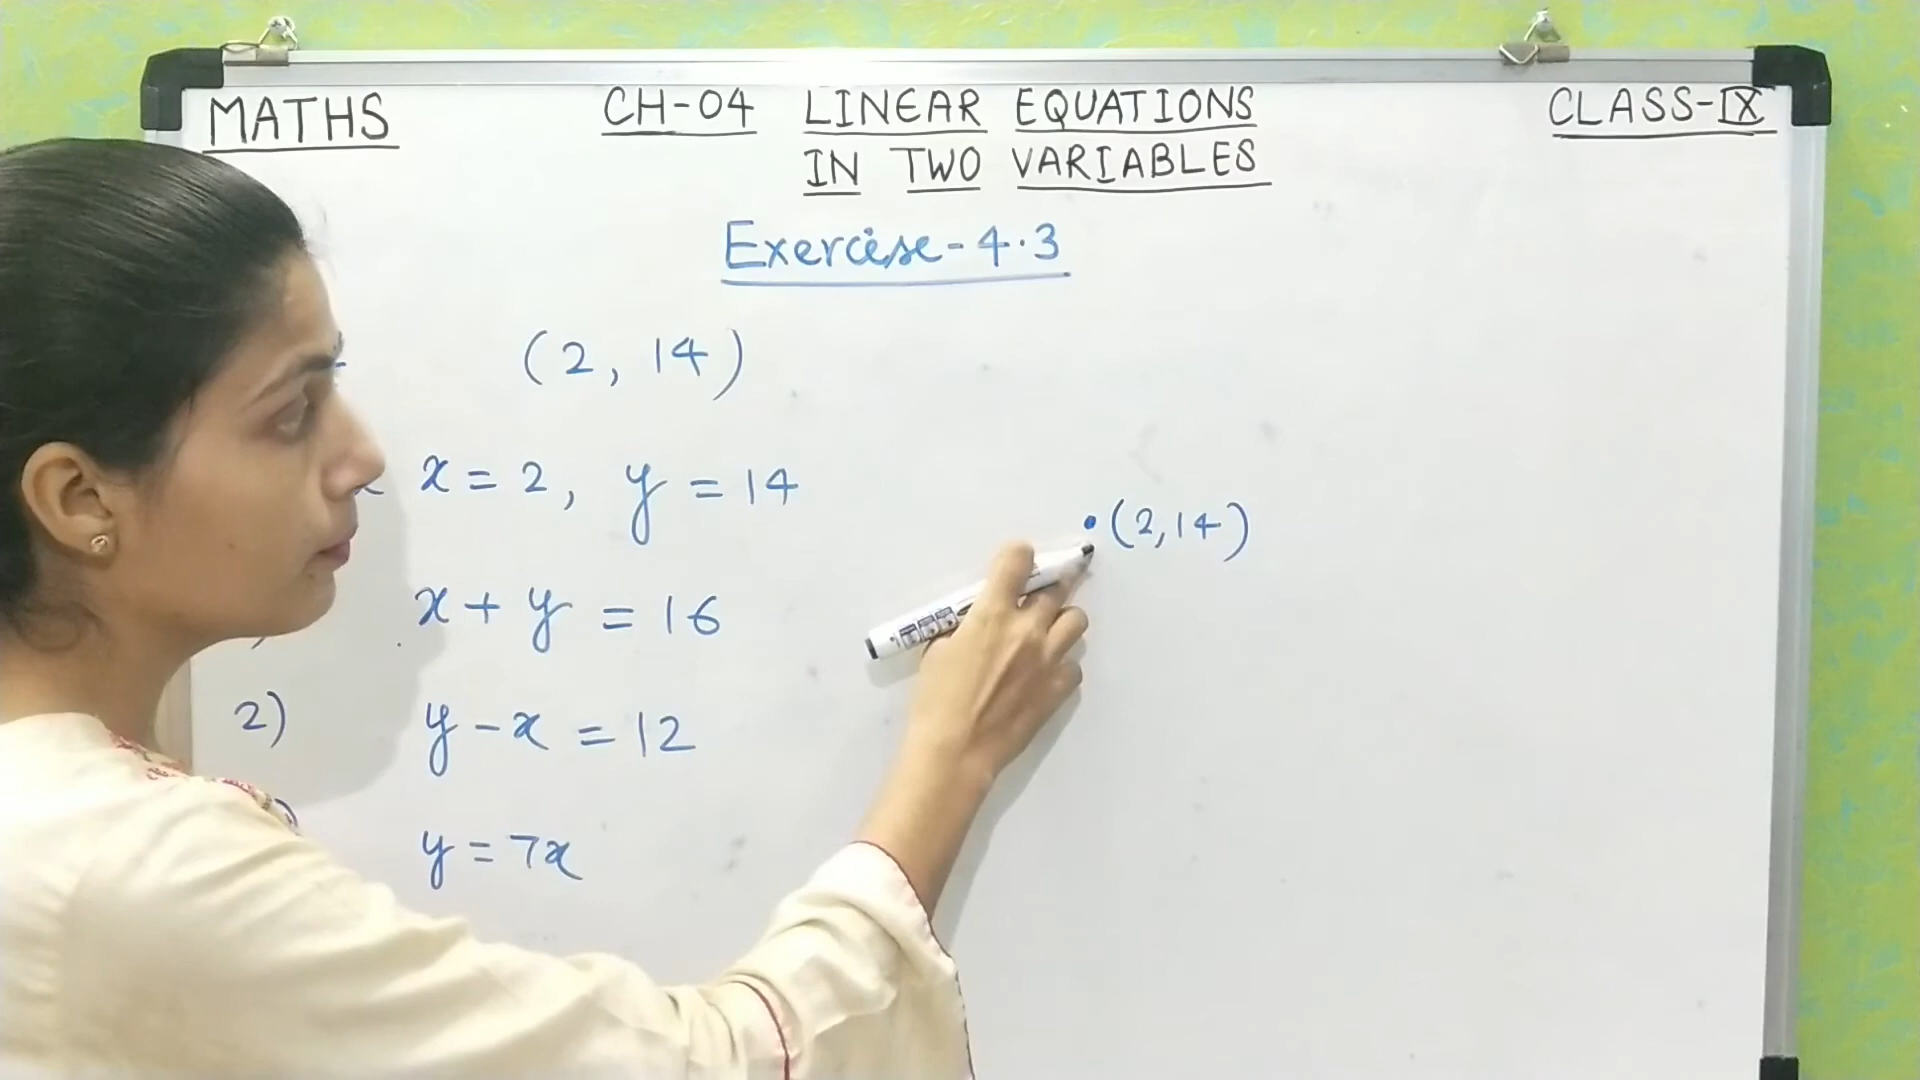 MATHS CH-04 LINEAR EQUATIONS CLASS-IX
IN TWO VARIABLES
Exercise-4.3
(2, 14)
x = 2, y = 14
•(2,14)
x + y = 16
2) y - x = 12
y = 7x